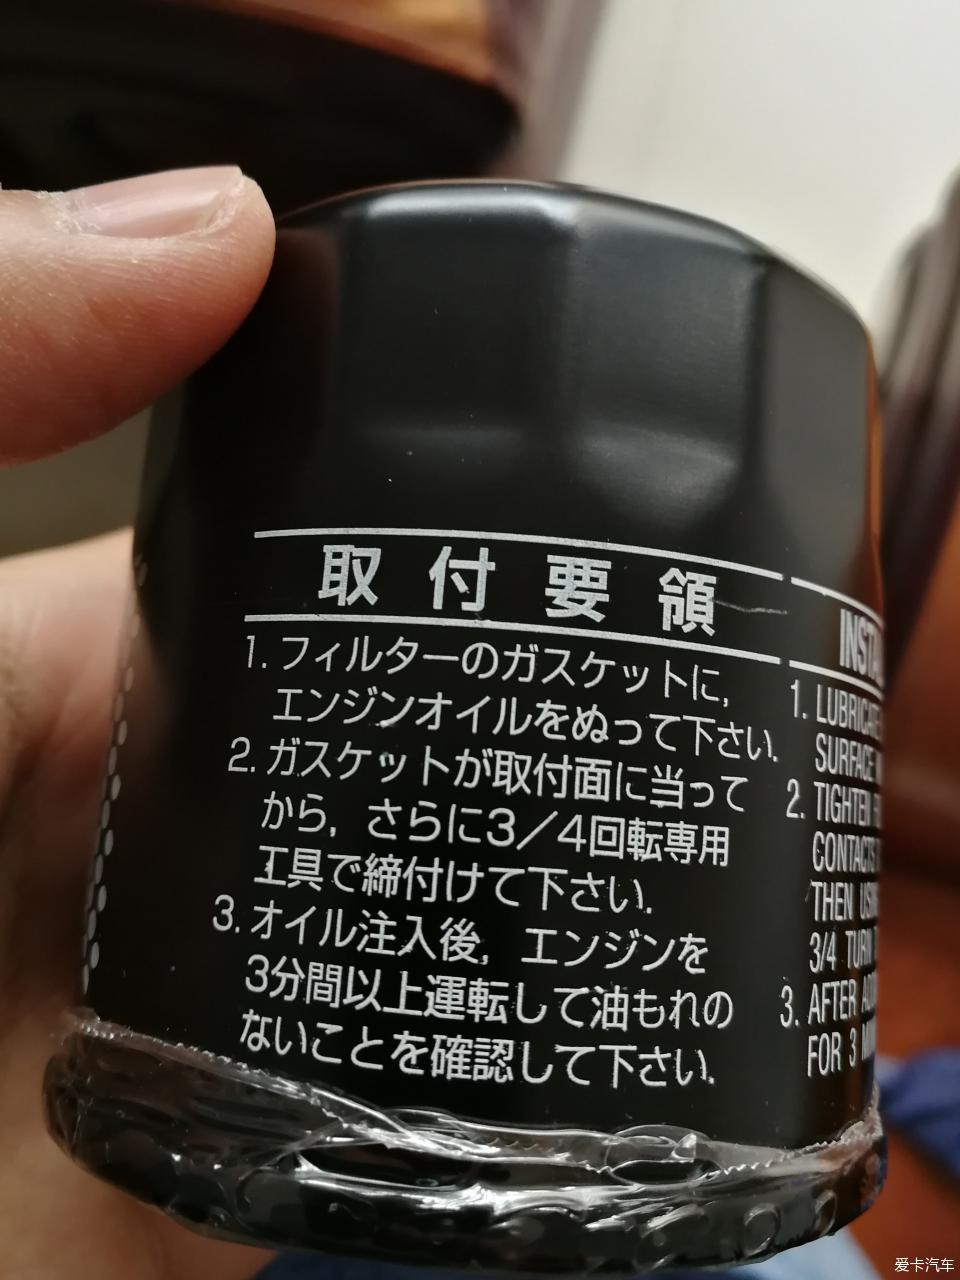 取付要領
1. フィルターのガスケットに,
エンジンオイルをぬって下さい.
2. ガスケットが取付面に当って
から, さらに3/4回転専用
工具で締付けて下さい.
3. オイル注入後, エンジンを
3分間以上運転して油もれの
ないことを確認して下さい.
1. LUBRICATE
SURFACE
2. TIGHTEN
CONTACTS
THEN
3/4 TURN
3. AFTER
FOR 3
爱卡汽车